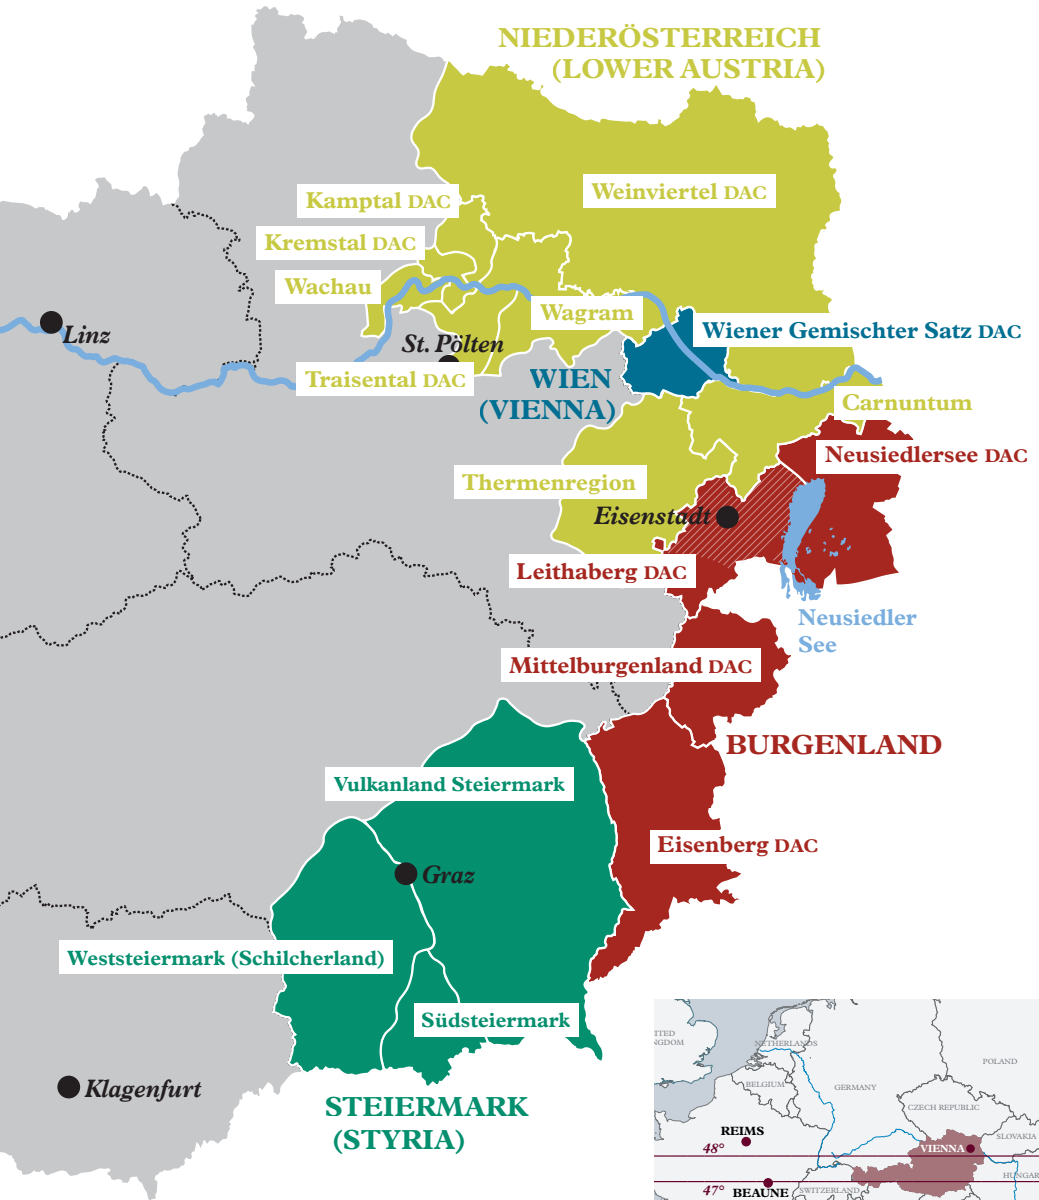 NIEDERÖSTERREICH
(LOWER AUSTRIA)
Weinviertel DAC
Kamptal DAC
Kremstal DAC
Wachau
Wagram
Linz
St. Pölten
Wiener Gemischter Satz DAC
Traisental DAC
WIEN
(VIENNA)
Carnuntum
Neusiedlersee DAC
Thermenregion
Eisenstadt
Leithaberg DAC
Neusiedler
See
Mittelburgenland DAC
BURGENLAND
Vulkanland Steiermark
Eisenberg DAC
Graz
Weststeiermark (Schilcherland)
Südsteiermark
Klagenfurt
STEIERMARK
(STYRIA)
ITED
NGDOM
NETHERLANDS
POLAND
BELGIUM
GERMANY
CZECH REPUBLIC
REIMS
SLOVAKIA
48°
VIENNA
HUNGAR
47°
BEAUNE
SWITZERLAND